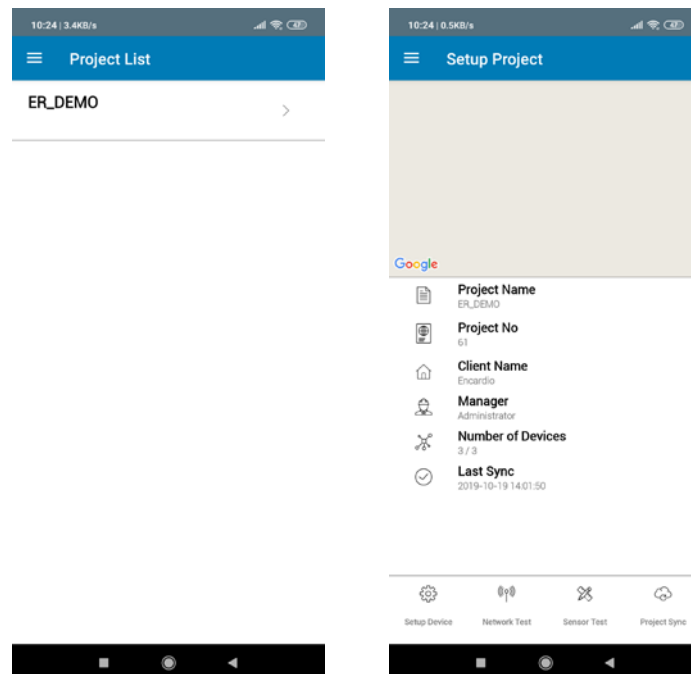 10:24 | 3.4KB/s
47
Project List
ER_DEMO
10:24 | 0.5KB/s
47
Setup Project
Google
Project Name
ER_DEMO
Project No
61
Client Name
Encardio
Manager
Administrator
Number of Devices
3 / 3
Last Sync
2019-10-19 14:01:50
Setup Device Network Test Sensor Test Project Sync